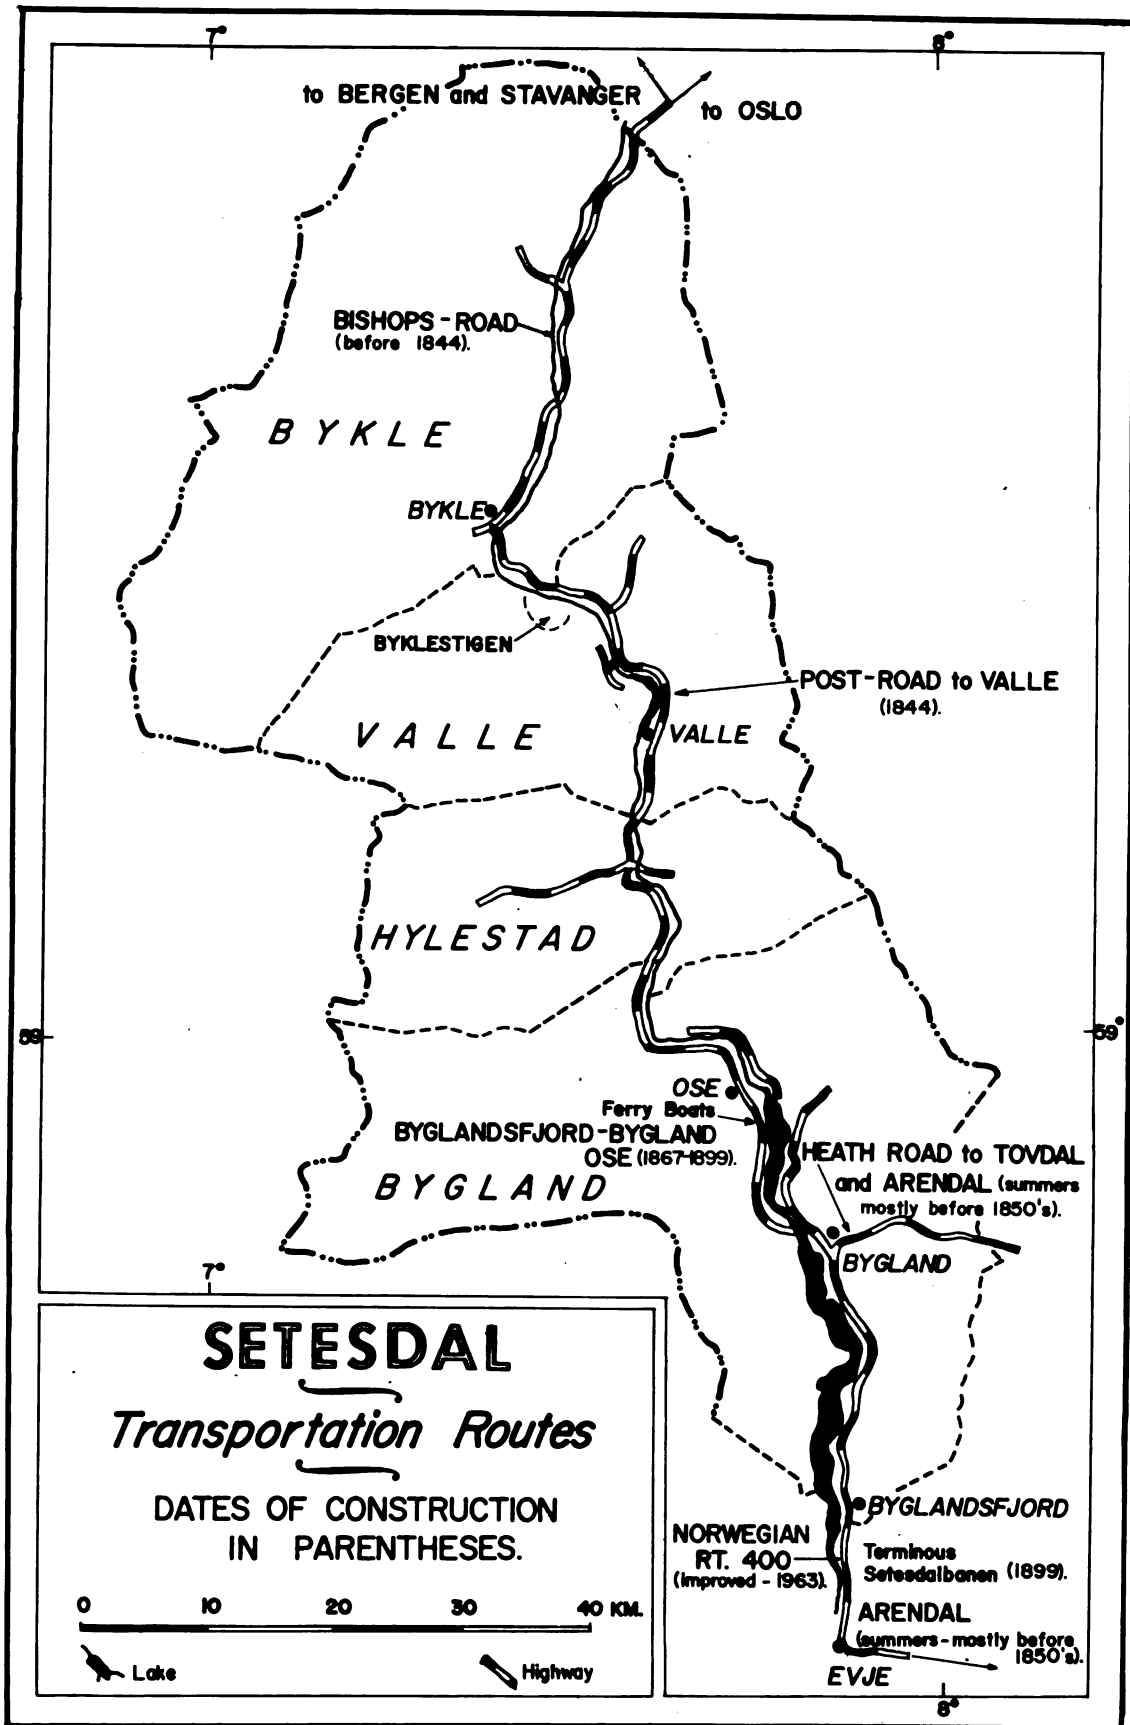 7°
8°
to BERGEN and STAVANGER
to OSLO
BISHOPS-ROAD
(before 1844).
BYKLE
BYKLE
BYKLESTIGEN
POST-ROAD to VALLE
(1844).
VALLE
VALLE
HYLESTAD
59
59°
OSE
Ferry Boats
BYGLANDSFJORD-BYGLAND
OSE (1867-1899).
HEATH ROAD to TOVDAL
and ARENDAL (summers
mostly before 1850's).
BYGLAND
BYGLAND
7°
SETESDAL
Transportation Routes
DATES OF CONSTRUCTION
IN PARENTHESES.
0 10 20 30 40 KM.
Lake
Highway
BYGLANDSFJORD
NORWEGIAN
RT. 400
(improved - 1963).
Terminous
Setesdalbanen (1899).
ARENDAL
(summers-mostly before
1850's).
EVJE
8°